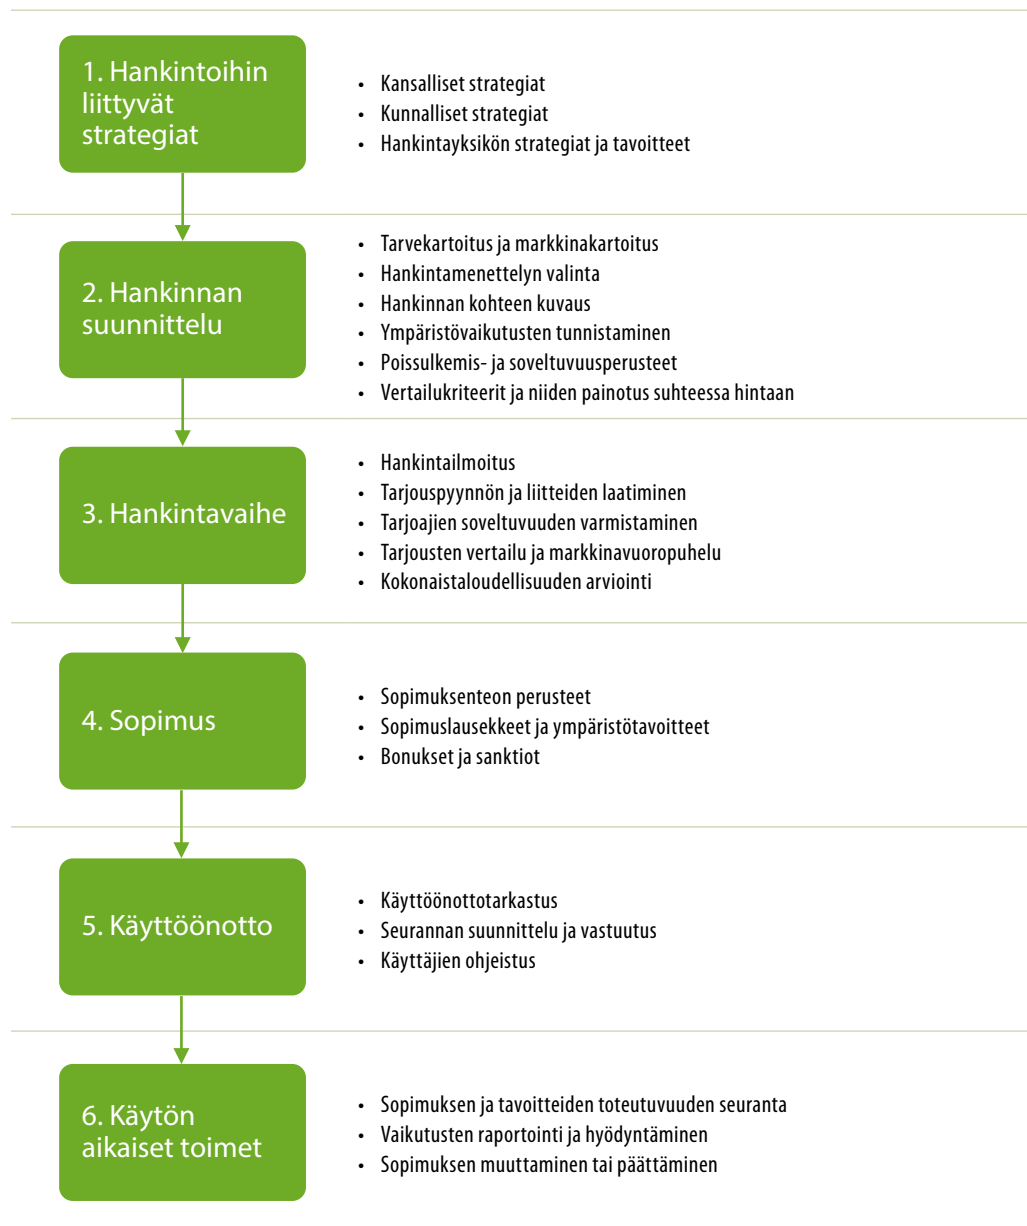 1. Hankintoihin
liittyvät
strategiat
• Kansalliset strategiat
• Kunnalliset strategiat
• Hankintayksikön strategiat ja tavoitteet
2. Hankinnan
suunnittelu
• Tarvekartoitus ja markkinakartoitus
• Hankintamenettelyn valinta
• Hankinnan kohteen kuvaus
• Ympäristövaikutusten tunnistaminen
• Poissulkemis- ja soveltuvuusperusteet
• Vertailukriteerit ja niiden painotus suhteessa hintaan
3. Hankintavaihe
• Hankintailmoitus
• Tarjouspyynnön ja liitteiden laatiminen
• Tarjoajien soveltuvuuden varmistaminen
• Tarjousten vertailu ja markkinavuoropuhelu
• Kokonaistaloudellisuuden arviointi
4. Sopimus
• Sopimuksenteon perusteet
• Sopimuslausekkeet ja ympäristötavoitteet
• Bonukset ja sanktiot
5. Käyttöönotto
• Käyttöönottotarkastus
• Seurannan suunnittelu ja vastuutus
• Käyttäjien ohjeistus
6. Käytön
aikaiset toimet
• Sopimuksen ja tavoitteiden toteutuvuuden seuranta
• Vaikutusten raportointi ja hyödyntäminen
• Sopimuksen muuttaminen tai päättäminen